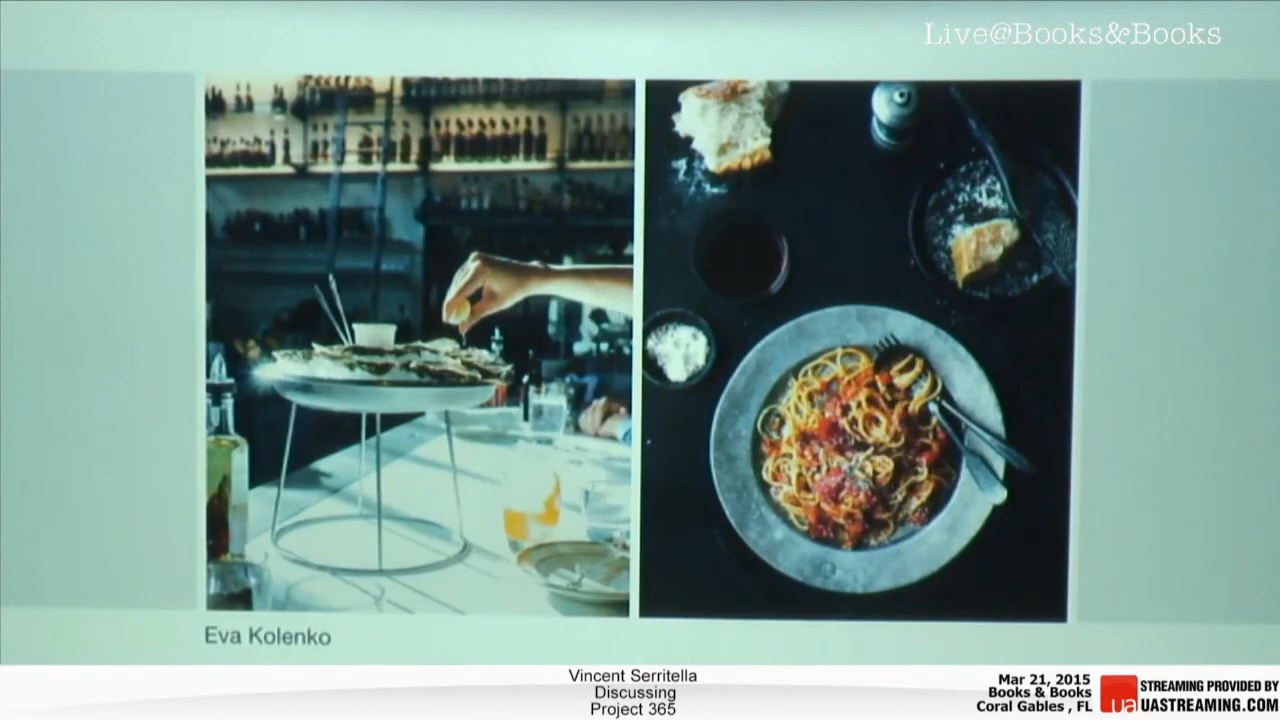 Live@Books&Books
Eva Kolenko
Vincent Serritella
Discussing
Project 365
Mar 21, 2015
Books & Books
Coral Gables , FL
ua
STREAMING PROVIDED BY
UASTREAMING.COM